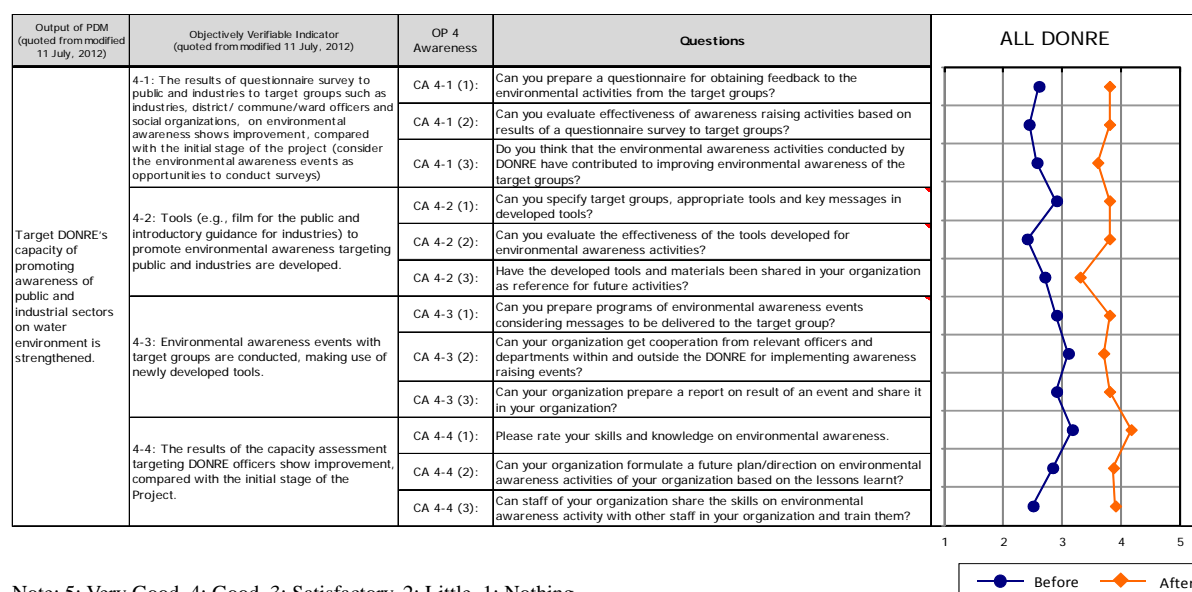 Output of PDM
(quoted from modified
11 July, 2012)
Objectively Verifiable Indicator
(quoted from modified 11 July, 2012)
OP 4
Awareness
Questions
ALL DONRE
Target DONRE's
capacity of
promoting
awareness of
public and
industrial sectors
on water
environment is
strengthened.
4-1: The results of questionnaire survey to
public and industries to target groups such as
industries, district/ commune/ward officers and
social organizations, on environmental
awareness shows improvement, compared
with the initial stage of the project (consider
the environmental awareness events as
opportunities to conduct surveys)
CA 4-1 (1):
Can you prepare a questionnaire for obtaining feedback to the
environmental activities from the target groups?
CA 4-1 (2):
Can you evaluate effectiveness of awareness raising activities based on
results of a questionnaire survey to target groups?
CA 4-1 (3):
Do you think that the environmental awareness activities conducted by
DONRE have contributed to improving environmental awareness of the
target groups?
4-2: Tools (e.g., film for the public and
introductory guidance for industries) to
promote environmental awareness targeting
public and industries are developed.
CA 4-2 (1):
Can you specify target groups, appropriate tools and key messages in
developed tools?
CA 4-2 (2):
Can you evaluate the effectiveness of the tools developed for
environmental awareness activities?
CA 4-2 (3):
Have the developed tools and materials been shared in your organization
as reference for future activities?
4-3: Environmental awareness events with
target groups are conducted, making use of
newly developed tools.
CA 4-3 (1):
Can you prepare programs of environmental awareness events
considering messages to be delivered to the target group?
CA 4-3 (2):
Can your organization get cooperation from relevant officers and
departments within and outside the DONRE for implementing awareness
raising events?
CA 4-3 (3):
Can your organization prepare a report on result of an event and share it
in your organization?
4-4: The results of the capacity assessment
targeting DONRE officers show improvement,
compared with the initial stage of the
Project.
CA 4-4 (1):
Please rate your skills and knowledge on environmental awareness.
CA 4-4 (2):
Can your organization formulate a future plan/direction on environmental
awareness activities of your organization based on the lessons learnt?
CA 4-4 (3):
Can staff of your organization share the skills on environmental
awareness activity with other staff in your organization and train them?
1 2 3 4 5
Before After
Note: 5: Very Good, 4: Good, 3: Satisfactory, 2: Little, 1: Nothing